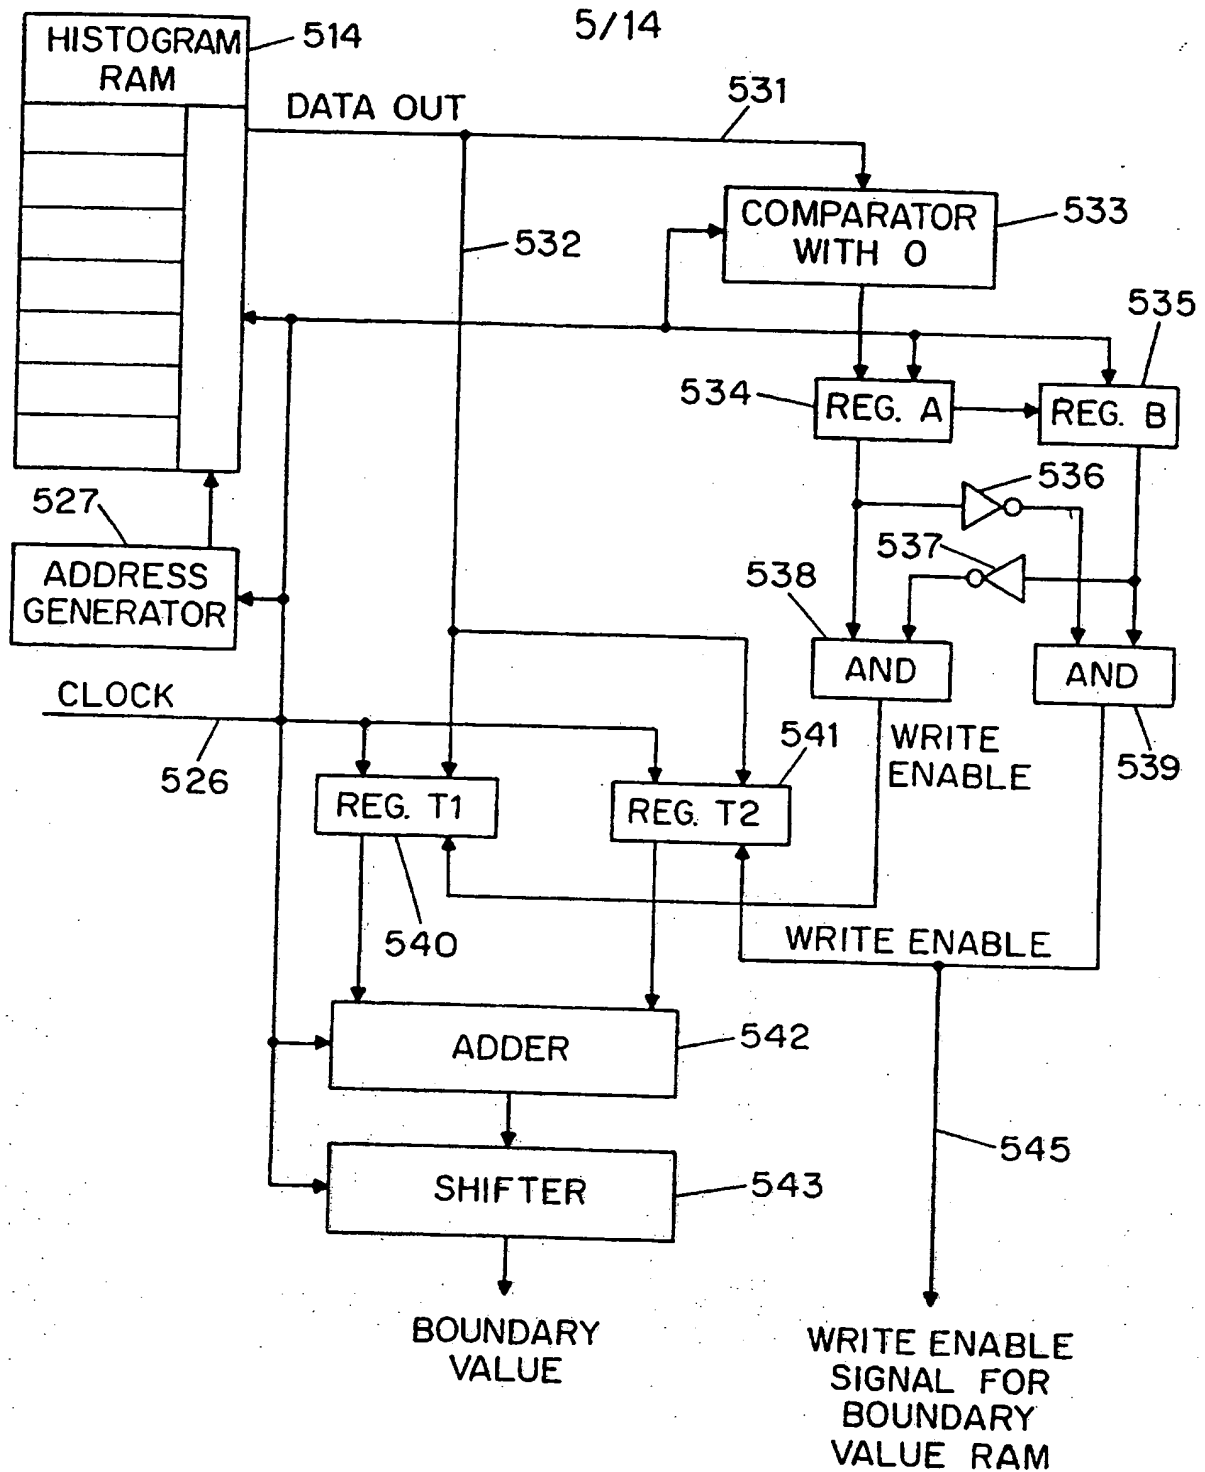 5/14
HISTOGRAM
RAM
514
DATA OUT
531
532
COMPARATOR
WITH 0
533
535
534
REG. A
REG. B
536
527
537
ADDRESS
GENERATOR
538
AND
AND
CLOCK
526
541
WRITE
ENABLE
539
REG. T1
REG. T2
540
WRITE ENABLE
ADDER
542
545
SHIFTER
543
BOUNDARY
VALUE
WRITE ENABLE
SIGNAL FOR
BOUNDARY
VALUE RAM